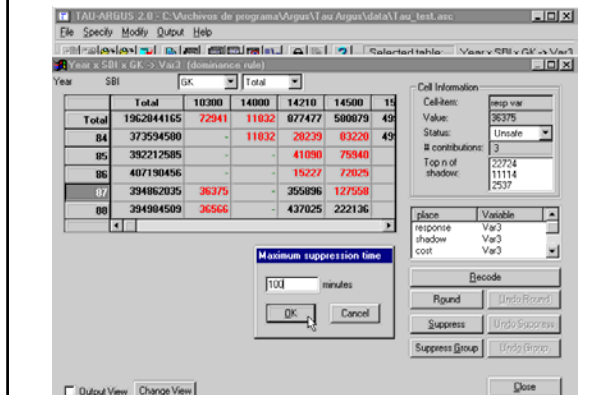 TAU-ARGUS 2.0 - C:\Archivos de programa\Argus\Tau Argus\data\Tau_test.asc
File Specify Modify Output Help
Selected table: Year x SBI x GK -> Var3
Year x SBI x GK -> Var3 (dominance rule)
Year SBI GK Total
Total 10300 14000 14210 14500 15
Total 1962844165 72941 11032 877477 500879 49
84 373594580 - 11032 20239 83220 49
85 392212585 - - 41090 75940
86 407190456 - - 15227 72025
87 394862035 36375 - 355896 127558
88 394984509 36566 - 437025 222136
Cell Information
Cell-item: resp var
Value: 36375
Status: Unsafe
# contributions: 3
Top n of shadow: 22724
11114
2537
place Variable
response Var3
shadow Var3
cost Var3
Maximum suppression time
100 minutes
OK Cancel
Recode
Round Undo Round
Suppress Undo Suppress
Suppress Group Undo Group
Output View Change View Close